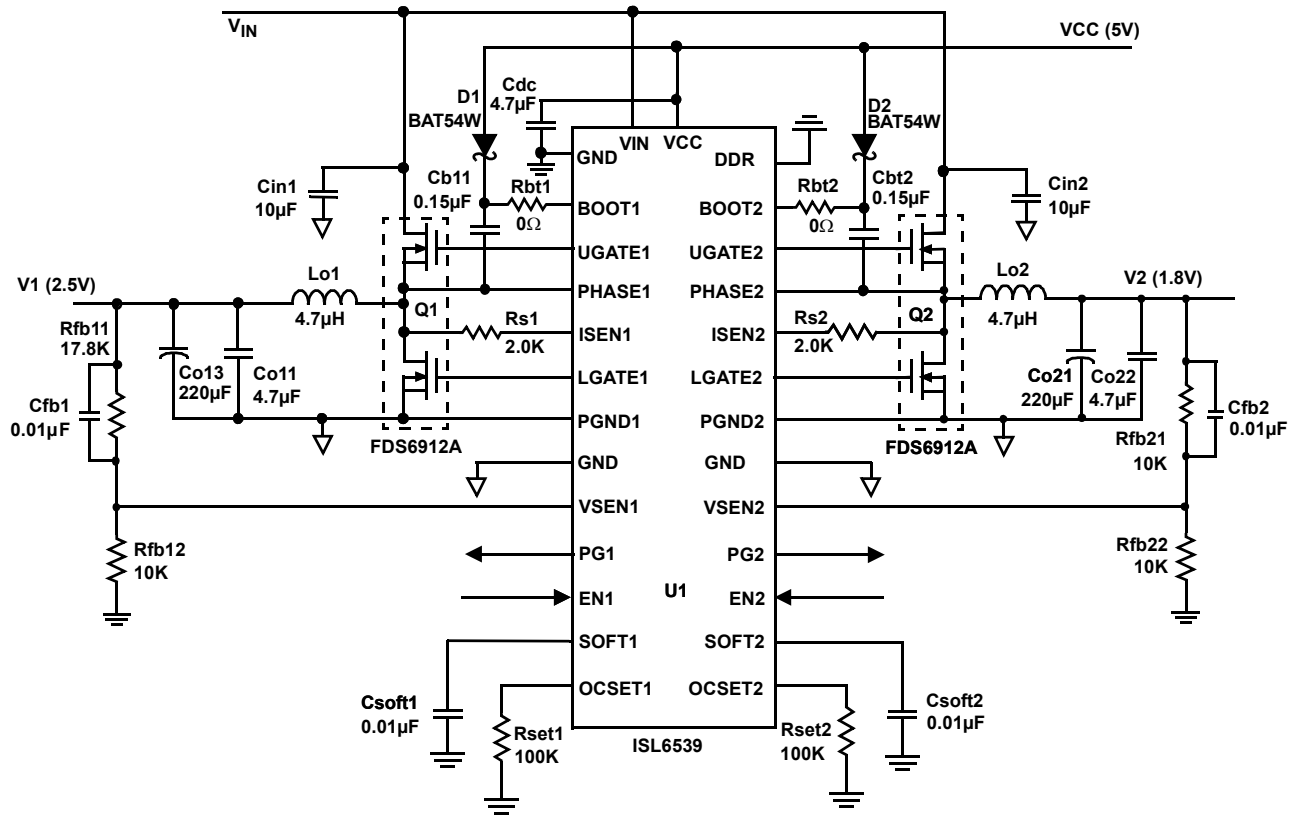 VIN
VCC (5V)
D1
BAT54W
Cdc
4.7µF
D2
BAT54W
VIN
VCC
GND
DDR
Cin1
10µF
Cb11
0.15µF
Rbt1
0Ω
BOOT1
BOOT2
Rbt2
0Ω
Cbt2
0.15µF
Cin2
10µF
UGATE1
UGATE2
V1 (2.5V)
Lo1
4.7µH
PHASE1
PHASE2
Lo2
4.7µH
V2 (1.8V)
Q1
Rs1
2.0K
ISEN1
ISEN2
Rs2
2.0K
Q2
Rfb11
17.8K
Co13
220µF
Co11
4.7µF
LGATE1
LGATE2
Co21
220µF
Co22
4.7µF
Cfb1
0.01µF
PGND1
PGND2
Cfb2
0.01µF
FDS6912A
FDS6912A
Rfb21
10K
GND
GND
VSEN1
VSEN2
Rfb12
10K
PG1
PG2
Rfb22
10K
EN1
U1
EN2
SOFT1
SOFT2
Csoft1
0.01µF
OCSET1
OCSET2
Csoft2
0.01µF
Rset1
100K
ISL6539
Rset2
100K